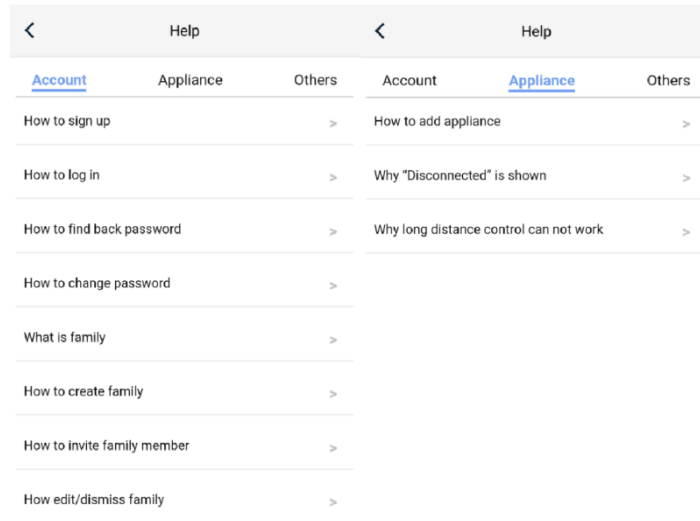 Help
Account Appliance Others
How to sign up >
How to log in >
How to find back password >
How to change password >
What is family >
How to create family >
How to invite family member >
How edit/dismiss family >
Help
Account Appliance Others
How to add appliance >
Why "Disconnected" is shown >
Why long distance control can not work >